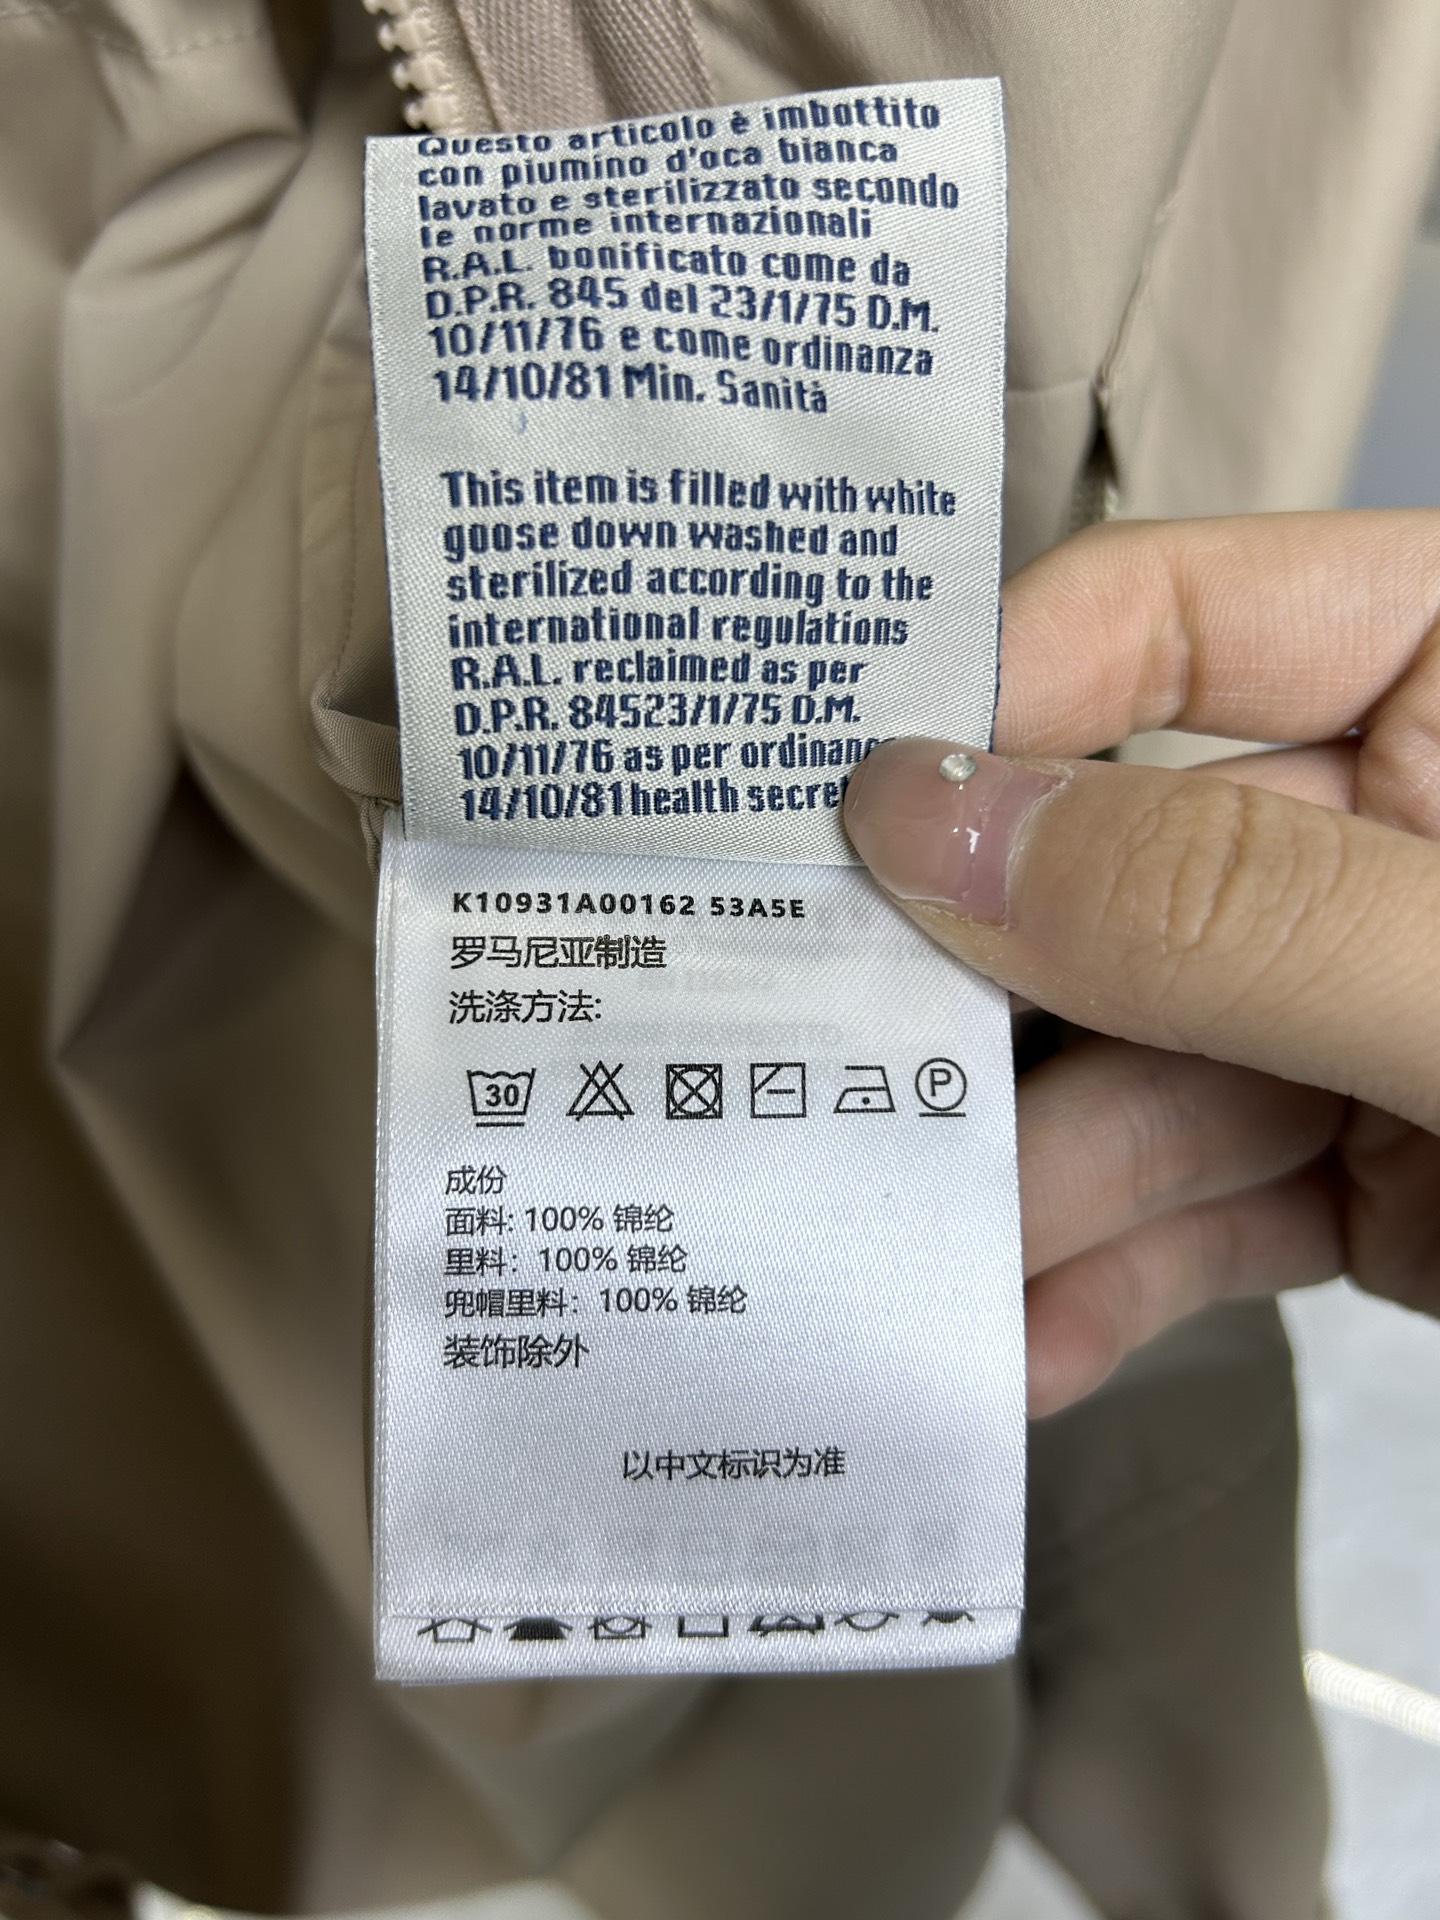 Questo articolo è imbottito
con piumino d'oca bianca
lavato e sterilizzato secondo
le norme internazionali
R.A.L. bonificato come da
D.P.R. 845 del 23/1/75 D.M.
10/11/76 e come ordinanza
14/10/81 Min. Sanità
This item is filled with white
goose down washed and
sterilized according to the
international regulations
R.A.L. reclaimed as per
D.P.R. 84523/1/75 D.M.
10/11/76 as per
14/10/81 health
K10931A00162 53A5E
罗马尼亚制造
洗涤方法:
30
P
成份
面料: 100% 锦纶
里料: 100% 锦纶
兜帽里料: 100% 锦纶
装饰除外
以中文标识为准